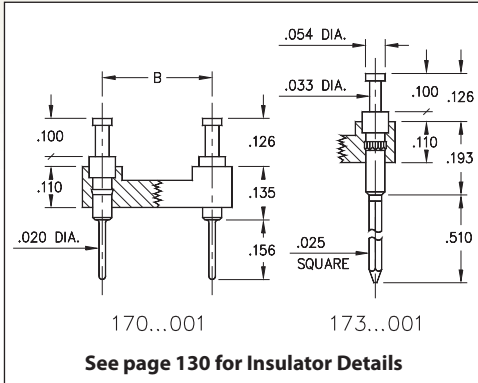 .054 DIA.
B
.033 DIA.
.100
.126
.100
.126
.110
.110
.193
.135
.020 DIA.
.156
.025
SQUARE
.510
170...001
173...001
See page 130 for Insulator Details